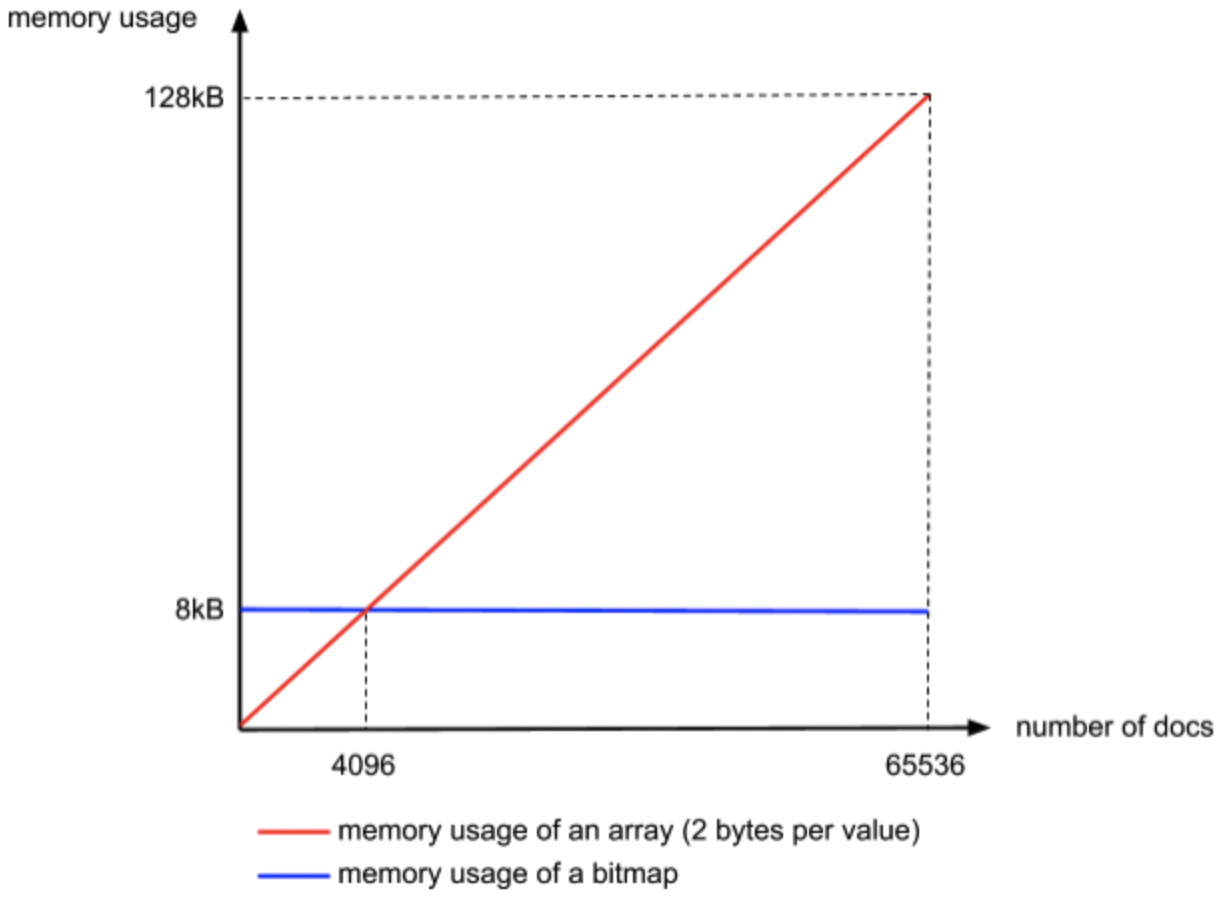 memory usage
128kB
8kB
number of docs
4096
65536
memory usage of an array (2 bytes per value)
memory usage of a bitmap